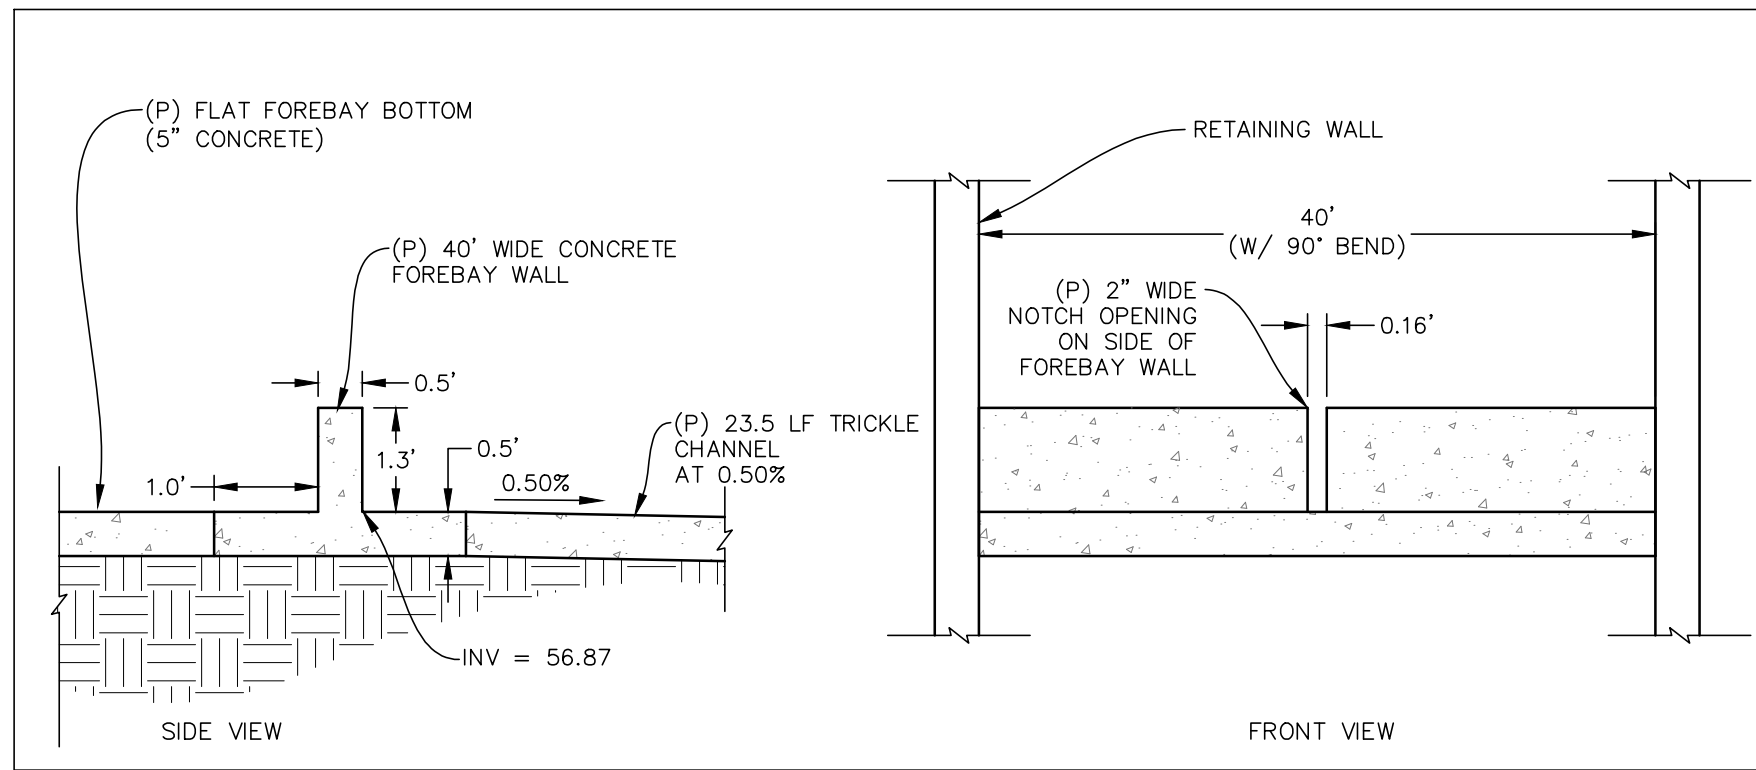 (P) FLAT FOREBAY BOTTOM
(5” CONCRETE)
(P) 40’ WIDE CONCRETE
FOREBAY WALL
0.5’
1.3’
1.0’
0.5’
0.50%
(P) 23.5 LF TRICKLE
CHANNEL
AT 0.50%
INV = 56.87
SIDE VIEW
RETAINING WALL
40’
(W/ 90° BEND)
(P) 2” WIDE
NOTCH OPENING
ON SIDE OF
FOREBAY WALL
0.16’
FRONT VIEW